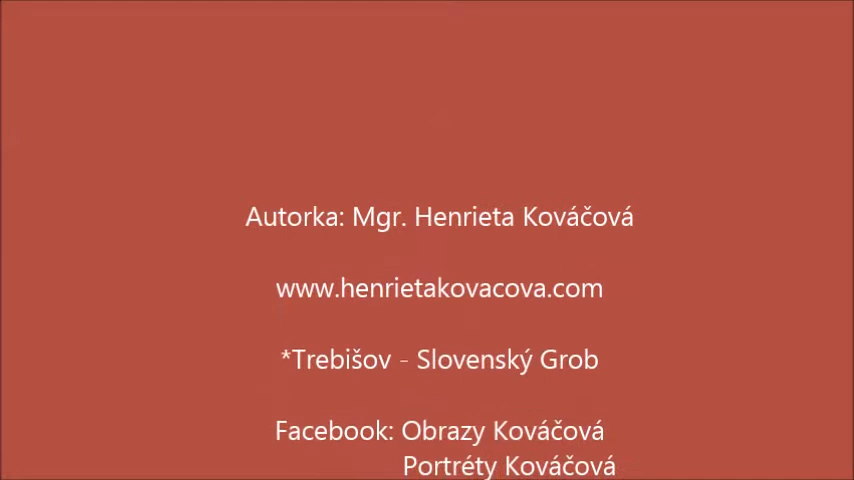 Autorka: Mgr. Henrieta Kováčová
www.henrietakovacova.com
*Trebišov - Slovenský Grob
Facebook: Obrazy Kováčová
Portréty Kováčová